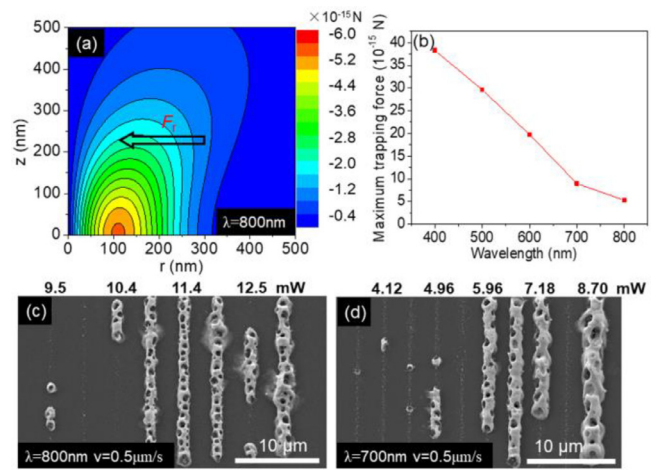 (a)
z (nm)
500
400
300
200
100
0
Fr
λ=800nm
0 100 200 300 400 500
r (nm)
×10-15N
-6.0
-5.2
-4.4
-3.6
-2.8
-2.0
-1.2
-0.4
(b)
Maximum trapping force (10-15 N)
40
35
30
25
20
15
10
5
0
400 500 600 700 800
Wavelength (nm)
9.5 10.4 11.4 12.5 mW
(c)
λ=800nm v=0.5μm/s
10 μm
4.12 4.96 5.96 7.18 8.70 mW
(d)
λ=700nm v=0.5μm/s
10 μm